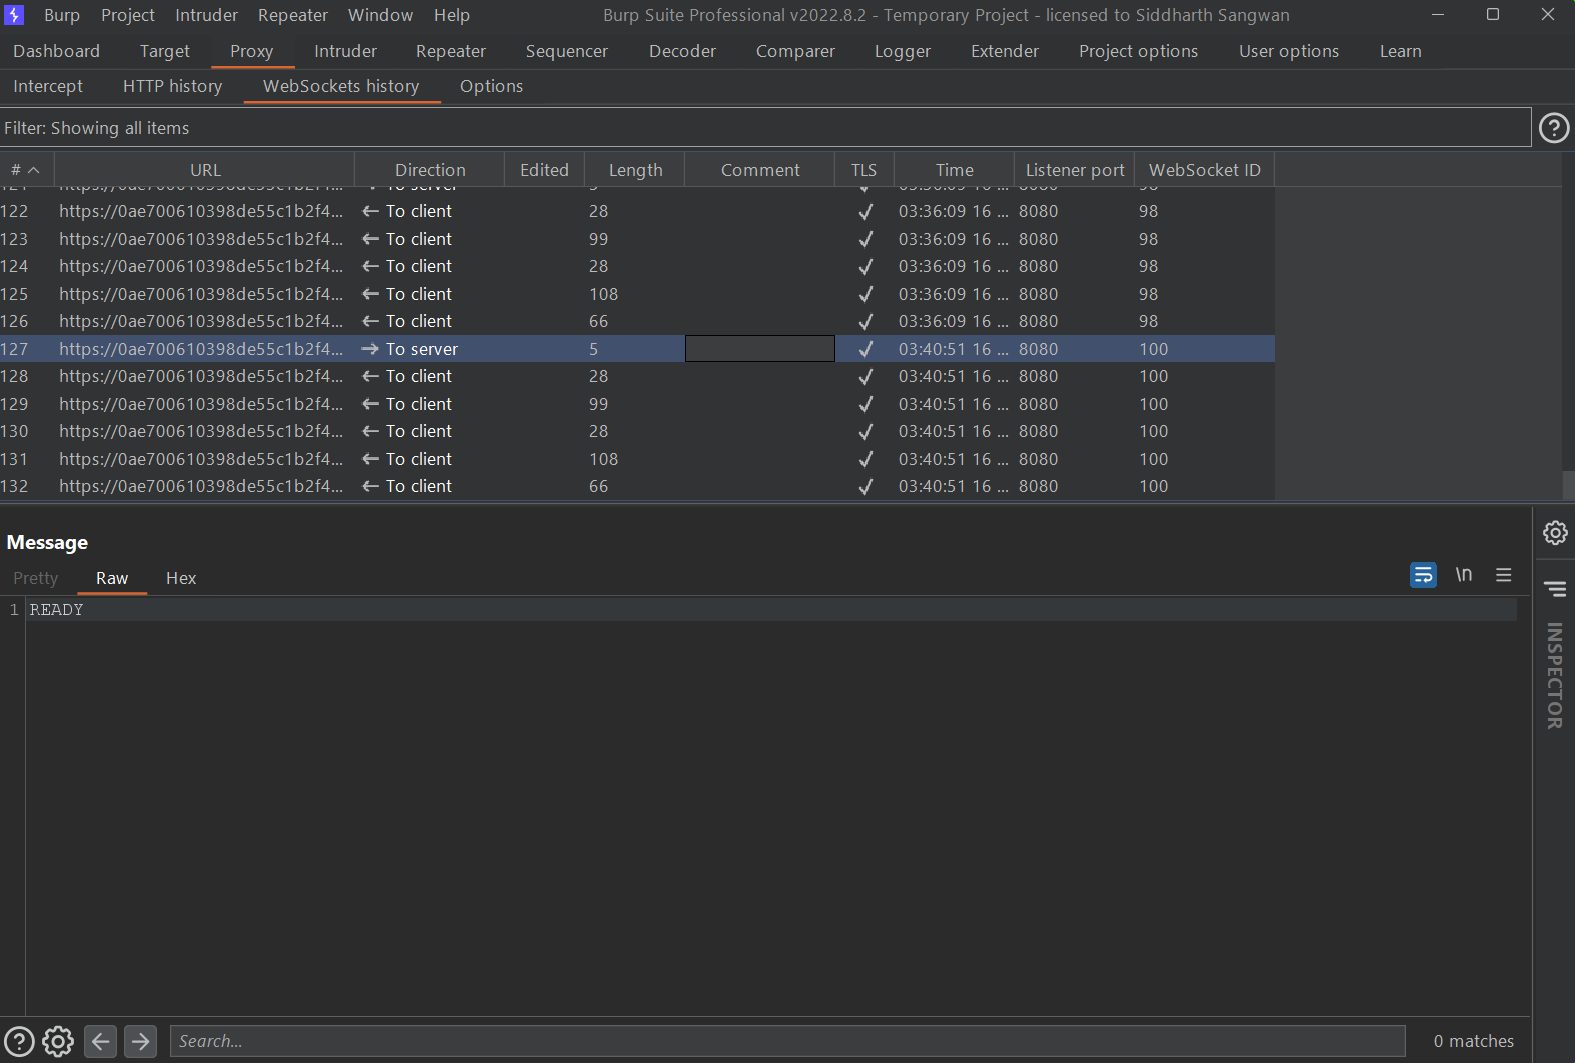 Burp Project Intruder Repeater Window Help Burp Suite Professional v2022.8.2 - Temporary Project - licensed to Siddharth Sangwan
Dashboard Target Proxy Intruder Repeater Sequencer Decoder Comparer Logger Extender Project options User options Learn
Intercept HTTP history WebSockets history Options
Filter: Showing all items
# URL Direction Edited Length Comment TLS Time Listener port WebSocket ID
122 https://0ae700610398de55c1b2f4... To client 28 03:36:09 16 ... 8080 98
123 https://0ae700610398de55c1b2f4... To client 99 03:36:09 16 ... 8080 98
124 https://0ae700610398de55c1b2f4... To client 28 03:36:09 16 ... 8080 98
125 https://0ae700610398de55c1b2f4... To client 108 03:36:09 16 ... 8080 98
126 https://0ae700610398de55c1b2f4... To client 66 03:36:09 16 ... 8080 98
127 https://0ae700610398de55c1b2f4... To server 5 03:40:51 16 ... 8080 100
128 https://0ae700610398de55c1b2f4... To client 28 03:40:51 16 ... 8080 100
129 https://0ae700610398de55c1b2f4... To client 99 03:40:51 16 ... 8080 100
130 https://0ae700610398de55c1b2f4... To client 28 03:40:51 16 ... 8080 100
131 https://0ae700610398de55c1b2f4... To client 108 03:40:51 16 ... 8080 100
132 https://0ae700610398de55c1b2f4... To client 66 03:40:51 16 ... 8080 100
Message
Pretty Raw Hex \n
1 READY
INSPECTOR
Search... 0 matches